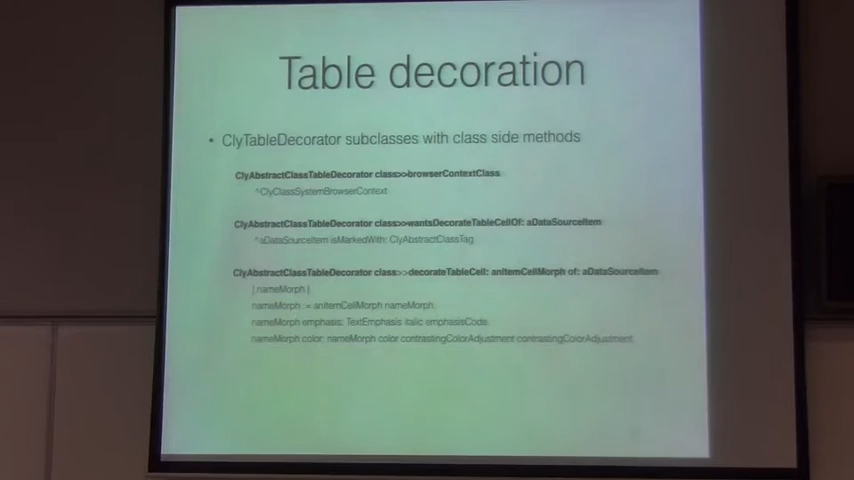 Table decoration
• ClyTableDecorator subclasses with class side methods
ClyAbstractClassTableDecorator class>>browserContextClass
^ClyClassSystemBrowserContext
ClyAbstractClassTableDecorator class>>wantsDecorateTableCellOf: aDataSourceItem
^aDataSourceItem isMarkedWith: ClyAbstractClassTag
ClyAbstractClassTableDecorator class>>decorateTableCell: anItemCellMorph of: aDataSourceItem
| nameMorph |
nameMorph := anItemCellMorph nameMorph.
nameMorph emphasis: TextEmphasis italic emphasisCode.
nameMorph color: nameMorph color contrastingColorAdjustment contrastingColorAdjustment.